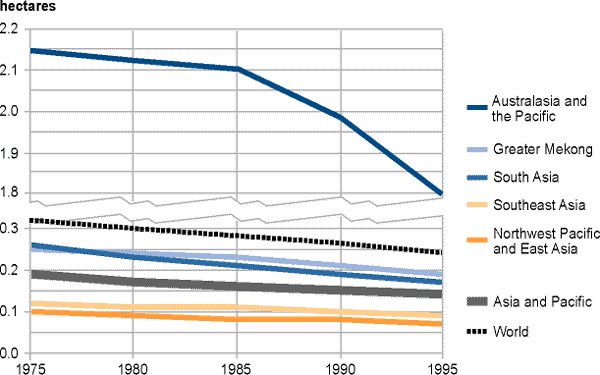 hectares
2.2
2.1
2.0
1.9
1.8
0.3
0.2
0.1
0.0
1975 1980 1985 1990 1995
Australasia and
the Pacific
Greater Mekong
South Asia
Southeast Asia
Northwest Pacific
and East Asia
Asia and Pacific
World